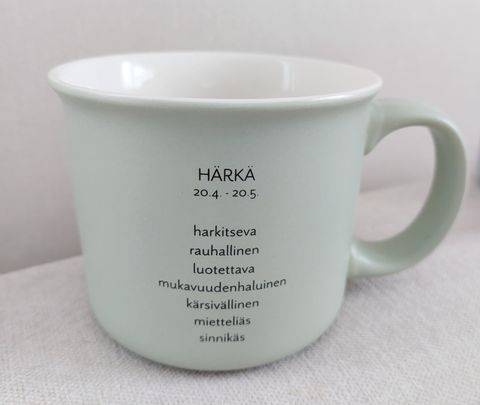 HÄRKÄ
20.4. - 20.5.
harkitseva
rauhallinen
luotettava
mukavuudenhaluinen
kärsivällinen
mietteliäs
sinnikäs